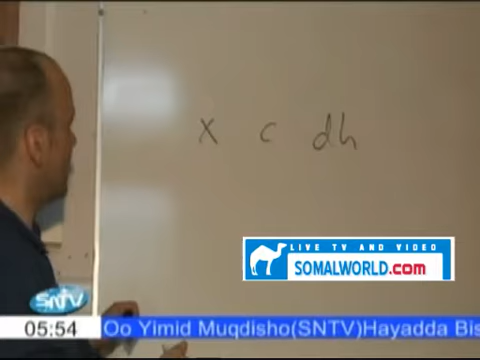 x c dh
LIVE TV AND VIDEO
SOMALWORLD.com
SNTV
05:54 Oo Yimid Muqdisho(SNTV)Hayadda Bis